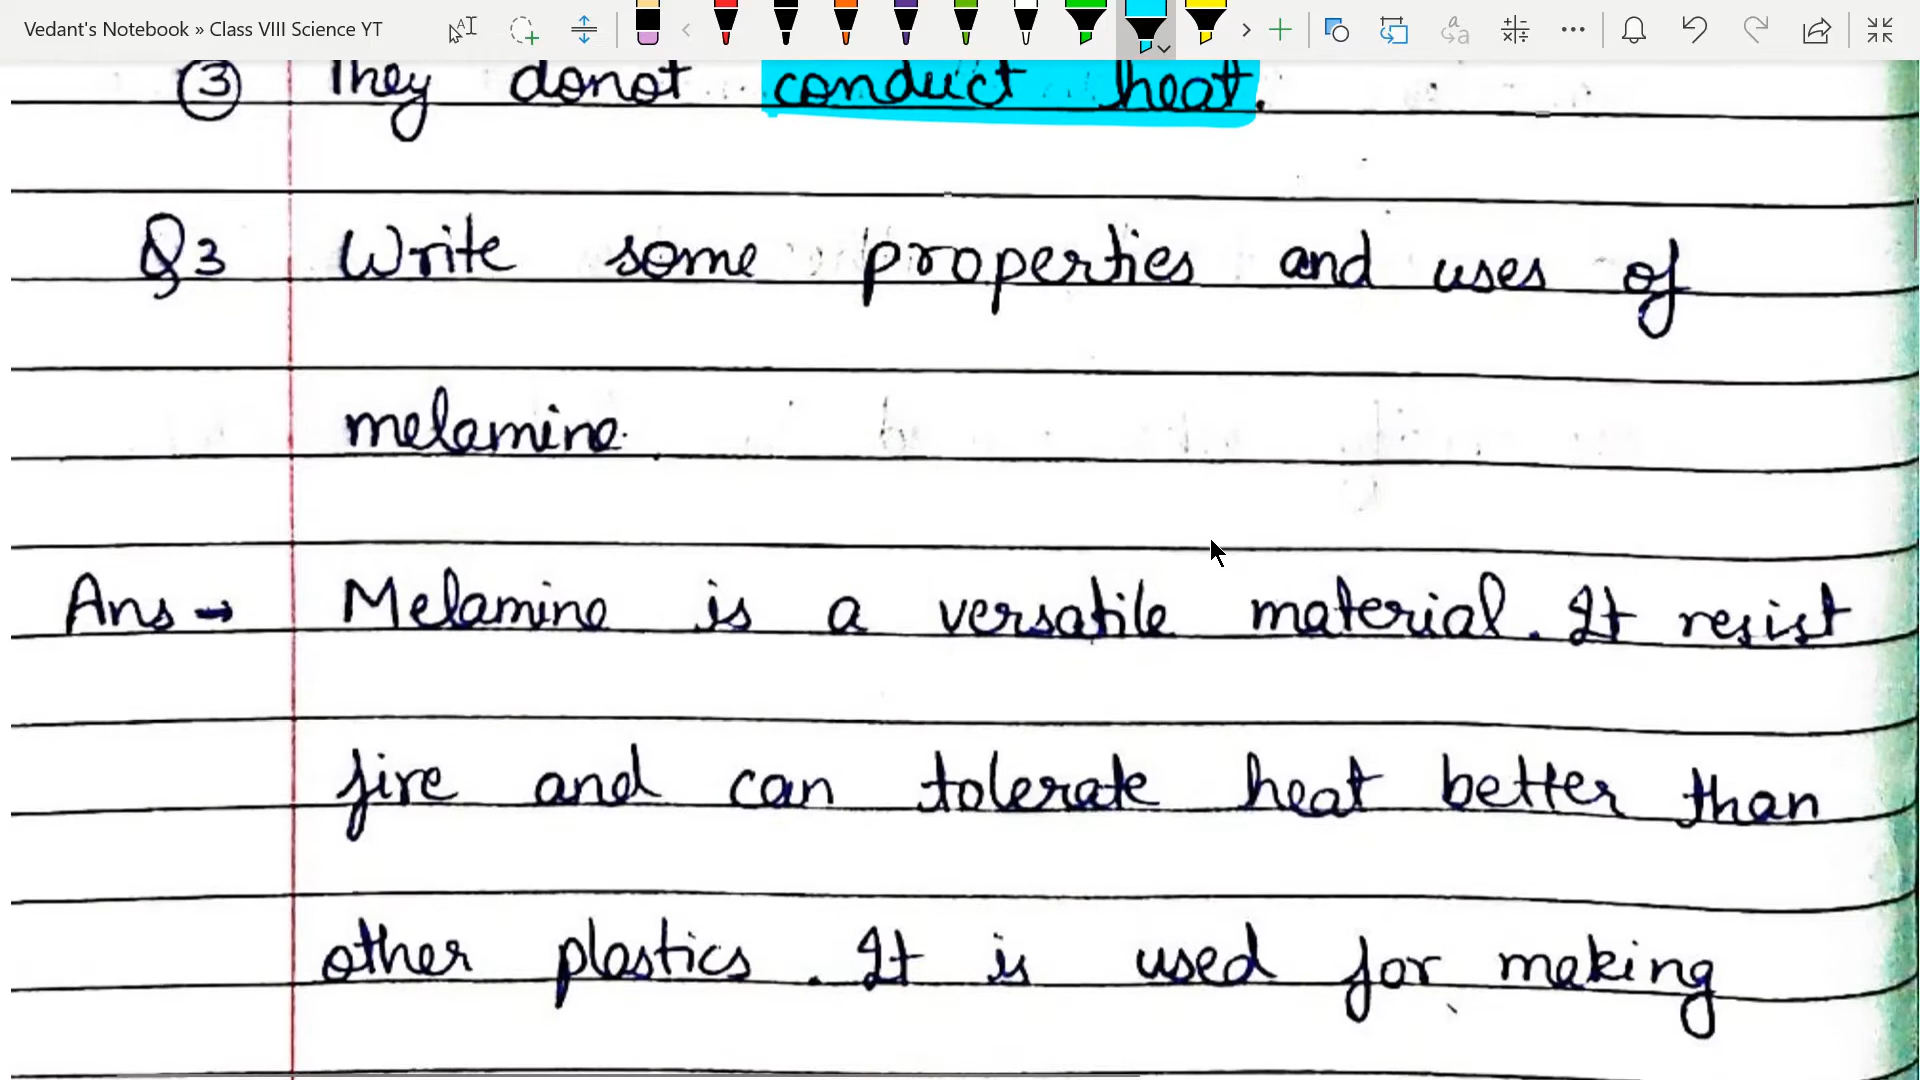 Vedant's Notebook » Class VIII Science YT
③ They donot conduct heat.
Q3 Write some properties and uses of
melamine.
Ans → Melamine is a versatile material. It resist
fire and can tolerate heat better than
other plastics. It is used for making